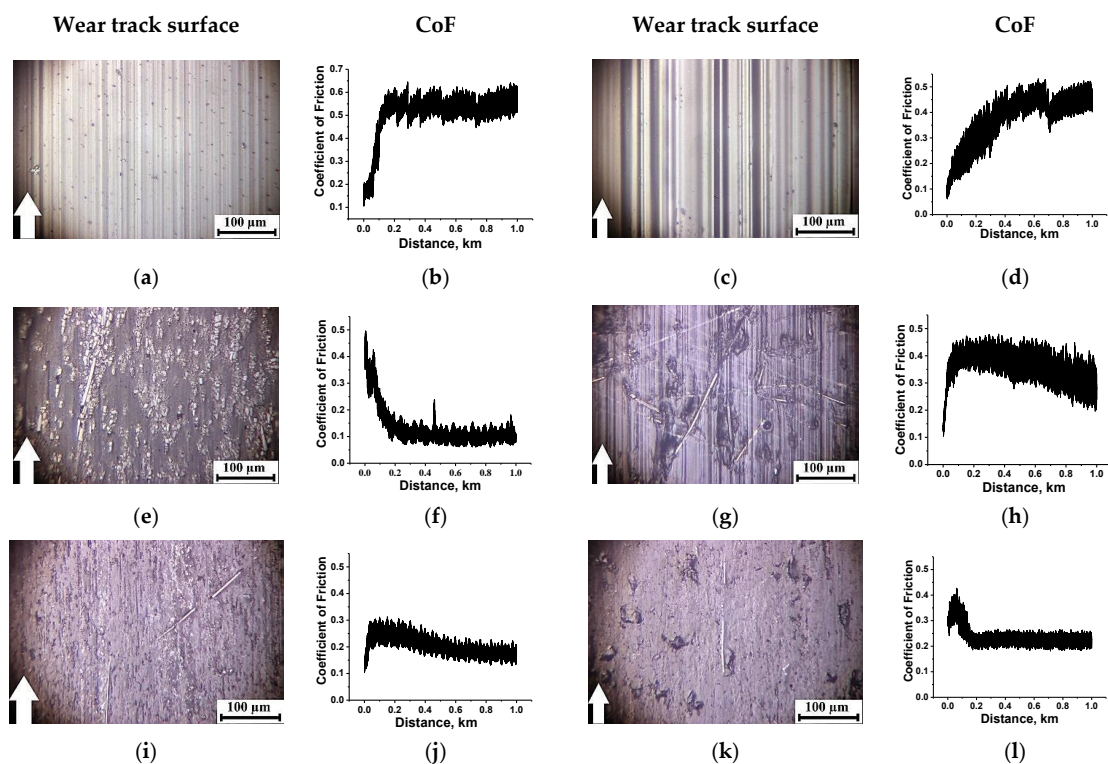 Wear track surface CoF Wear track surface CoF
100 µm
Coefficient of Friction
0.7
0.6
0.5
0.4
0.3
0.2
0.1
0.0 0.2 0.4 0.6 0.8 1.0
Distance, km
100 µm
Coefficient of Friction
0.5
0.4
0.3
0.2
0.1
0.0
0.0 0.2 0.4 0.6 0.8 1.0
Distance, km
(a) (b) (c) (d)
100 µm
Coefficient of Friction
0.5
0.4
0.3
0.2
0.1
0.0
0.0 0.2 0.4 0.6 0.8 1.0
Distance, km
100 µm
Coefficient of Friction
0.5
0.4
0.3
0.2
0.1
0.0
0.0 0.2 0.4 0.6 0.8 1.0
Distance, km
(e) (f) (g) (h)
100 µm
Coefficient of Friction
0.5
0.4
0.3
0.2
0.1
0.0
0.0 0.2 0.4 0.6 0.8 1.0
Distance, km
100 µm
Coefficient of Friction
0.5
0.4
0.3
0.2
0.1
0.0
0.0 0.2 0.4 0.6 0.8 1.0
Distance, km
(i) (j) (k) (l)